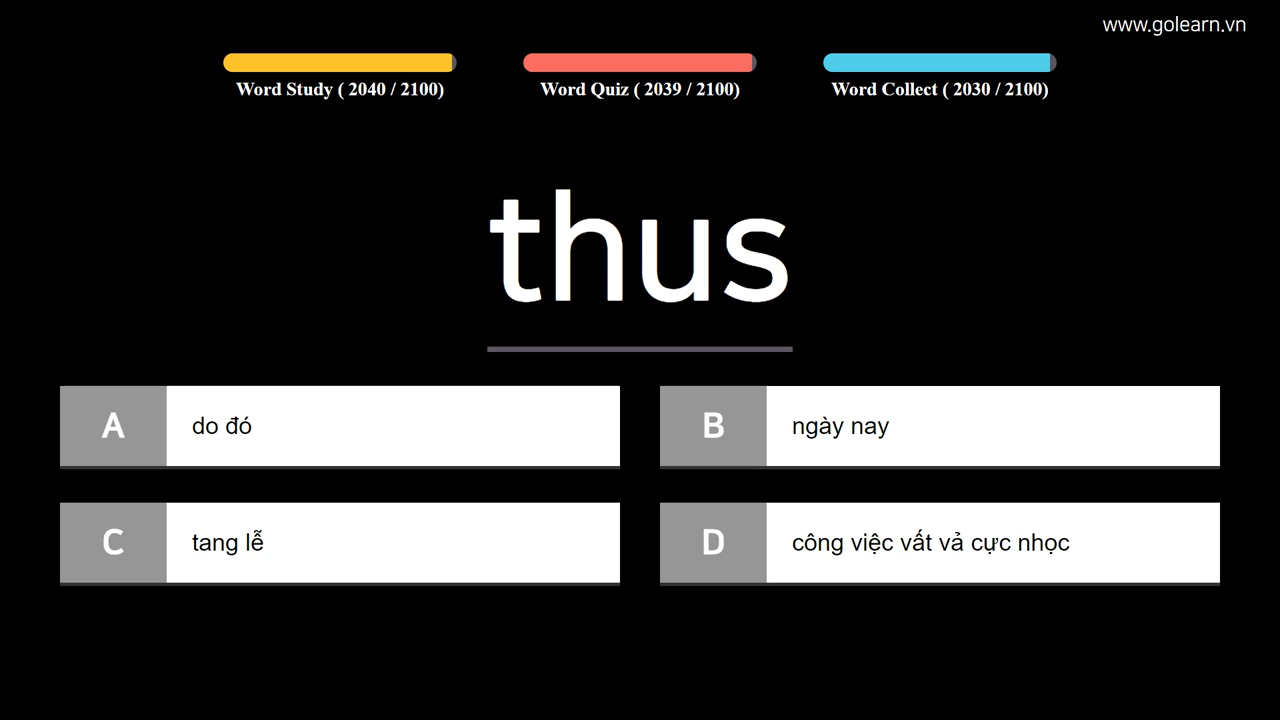 www.golearn.vn
Word Study ( 2040 / 2100)
Word Quiz ( 2039 / 2100)
Word Collect ( 2030 / 2100)
thus
A do đó
B ngày nay
C tang lễ
D công việc vất vả cực nhọc